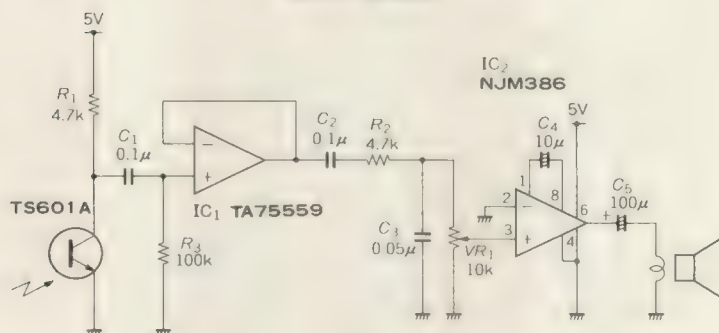 5V
R1
4.7k
C1
0.1μ
TS601A
R3
100k
IC1 TA75559
C2
0.1μ
R2
4.7k
C3
0.05μ
VR1
10k
IC2
NJM386
5V
C4
10μ
1
8
2
3
6
4
C5
100μ
+
−
+
−
+